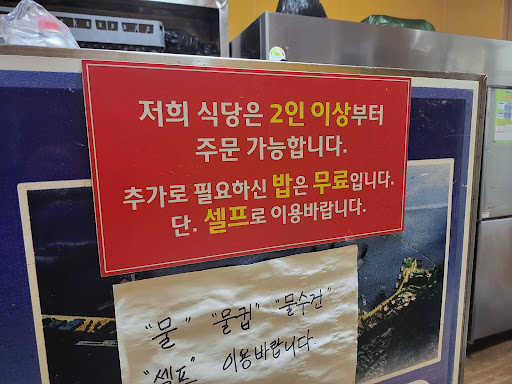 저희 식당은 2인 이상부터
주문 가능합니다.
추가로 필요하신 밥은 무료입니다.
단. 셀프로 이용바랍니다.
"물" "물컵" "물수건"
"셀프" 이용바랍니다.